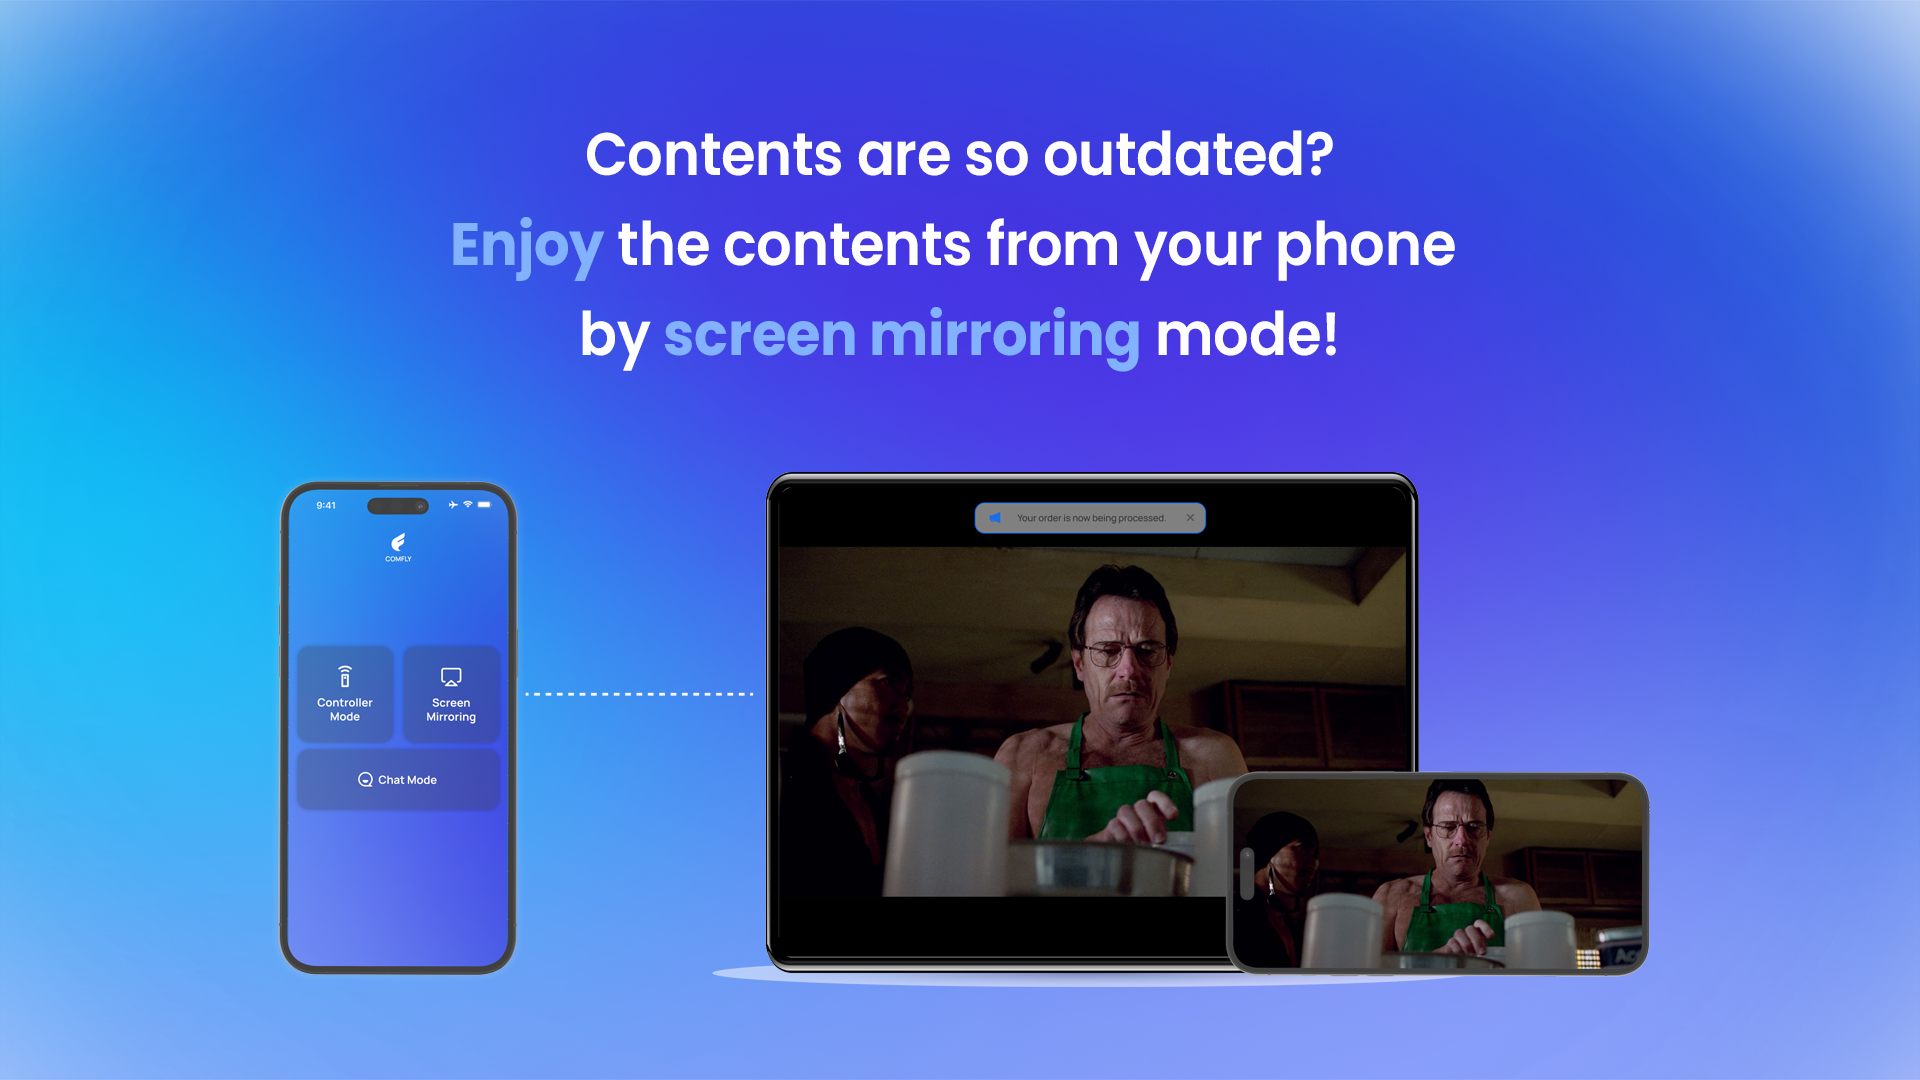 Contents are so outdated?
Enjoy the contents from your phone
by screen mirroring mode!
9:41
COMFLY
Controller
Mode
Screen
Mirroring
Chat Mode
Your order is now being processed.